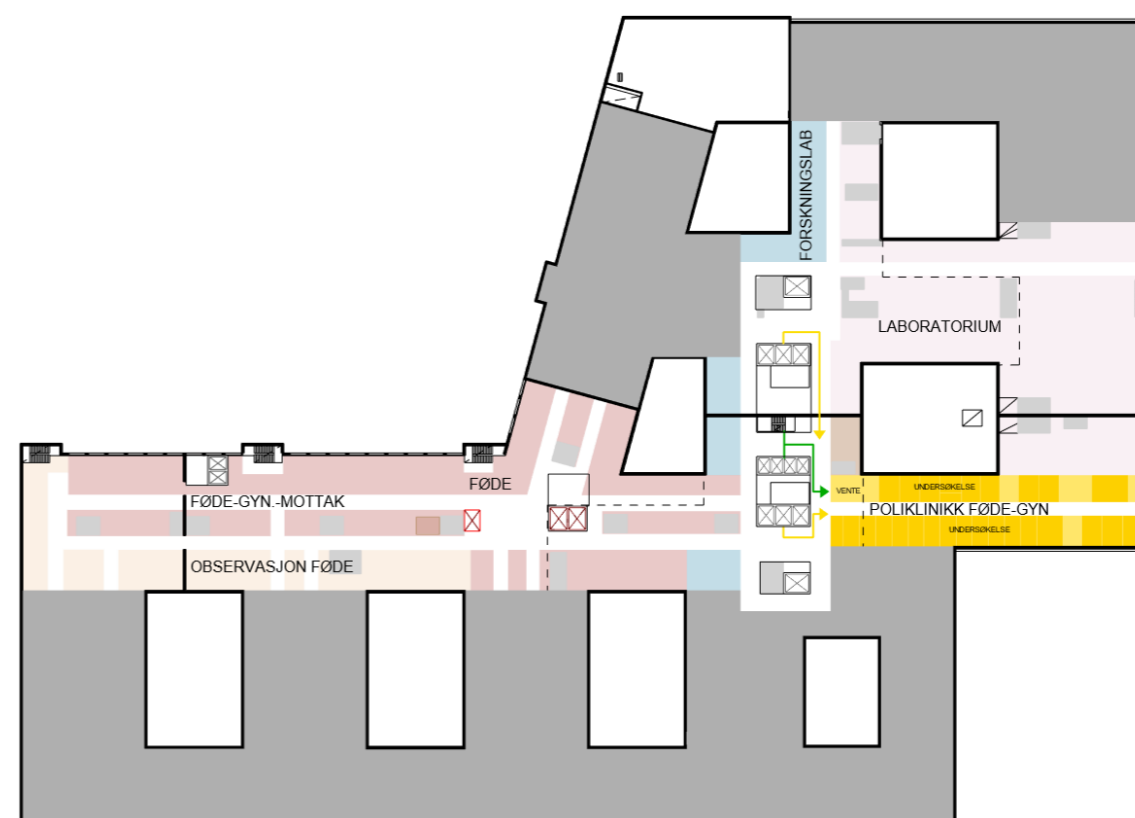 FORSKNINGSLAB
LABORATORIUM
FØDE
FØDE-GYN.-MOTTAK
VENTE
UNDERSØKELSE
POLIKLINIKK FØDE-GYN
UNDERSØKELSE
OBSERVASJON FØDE